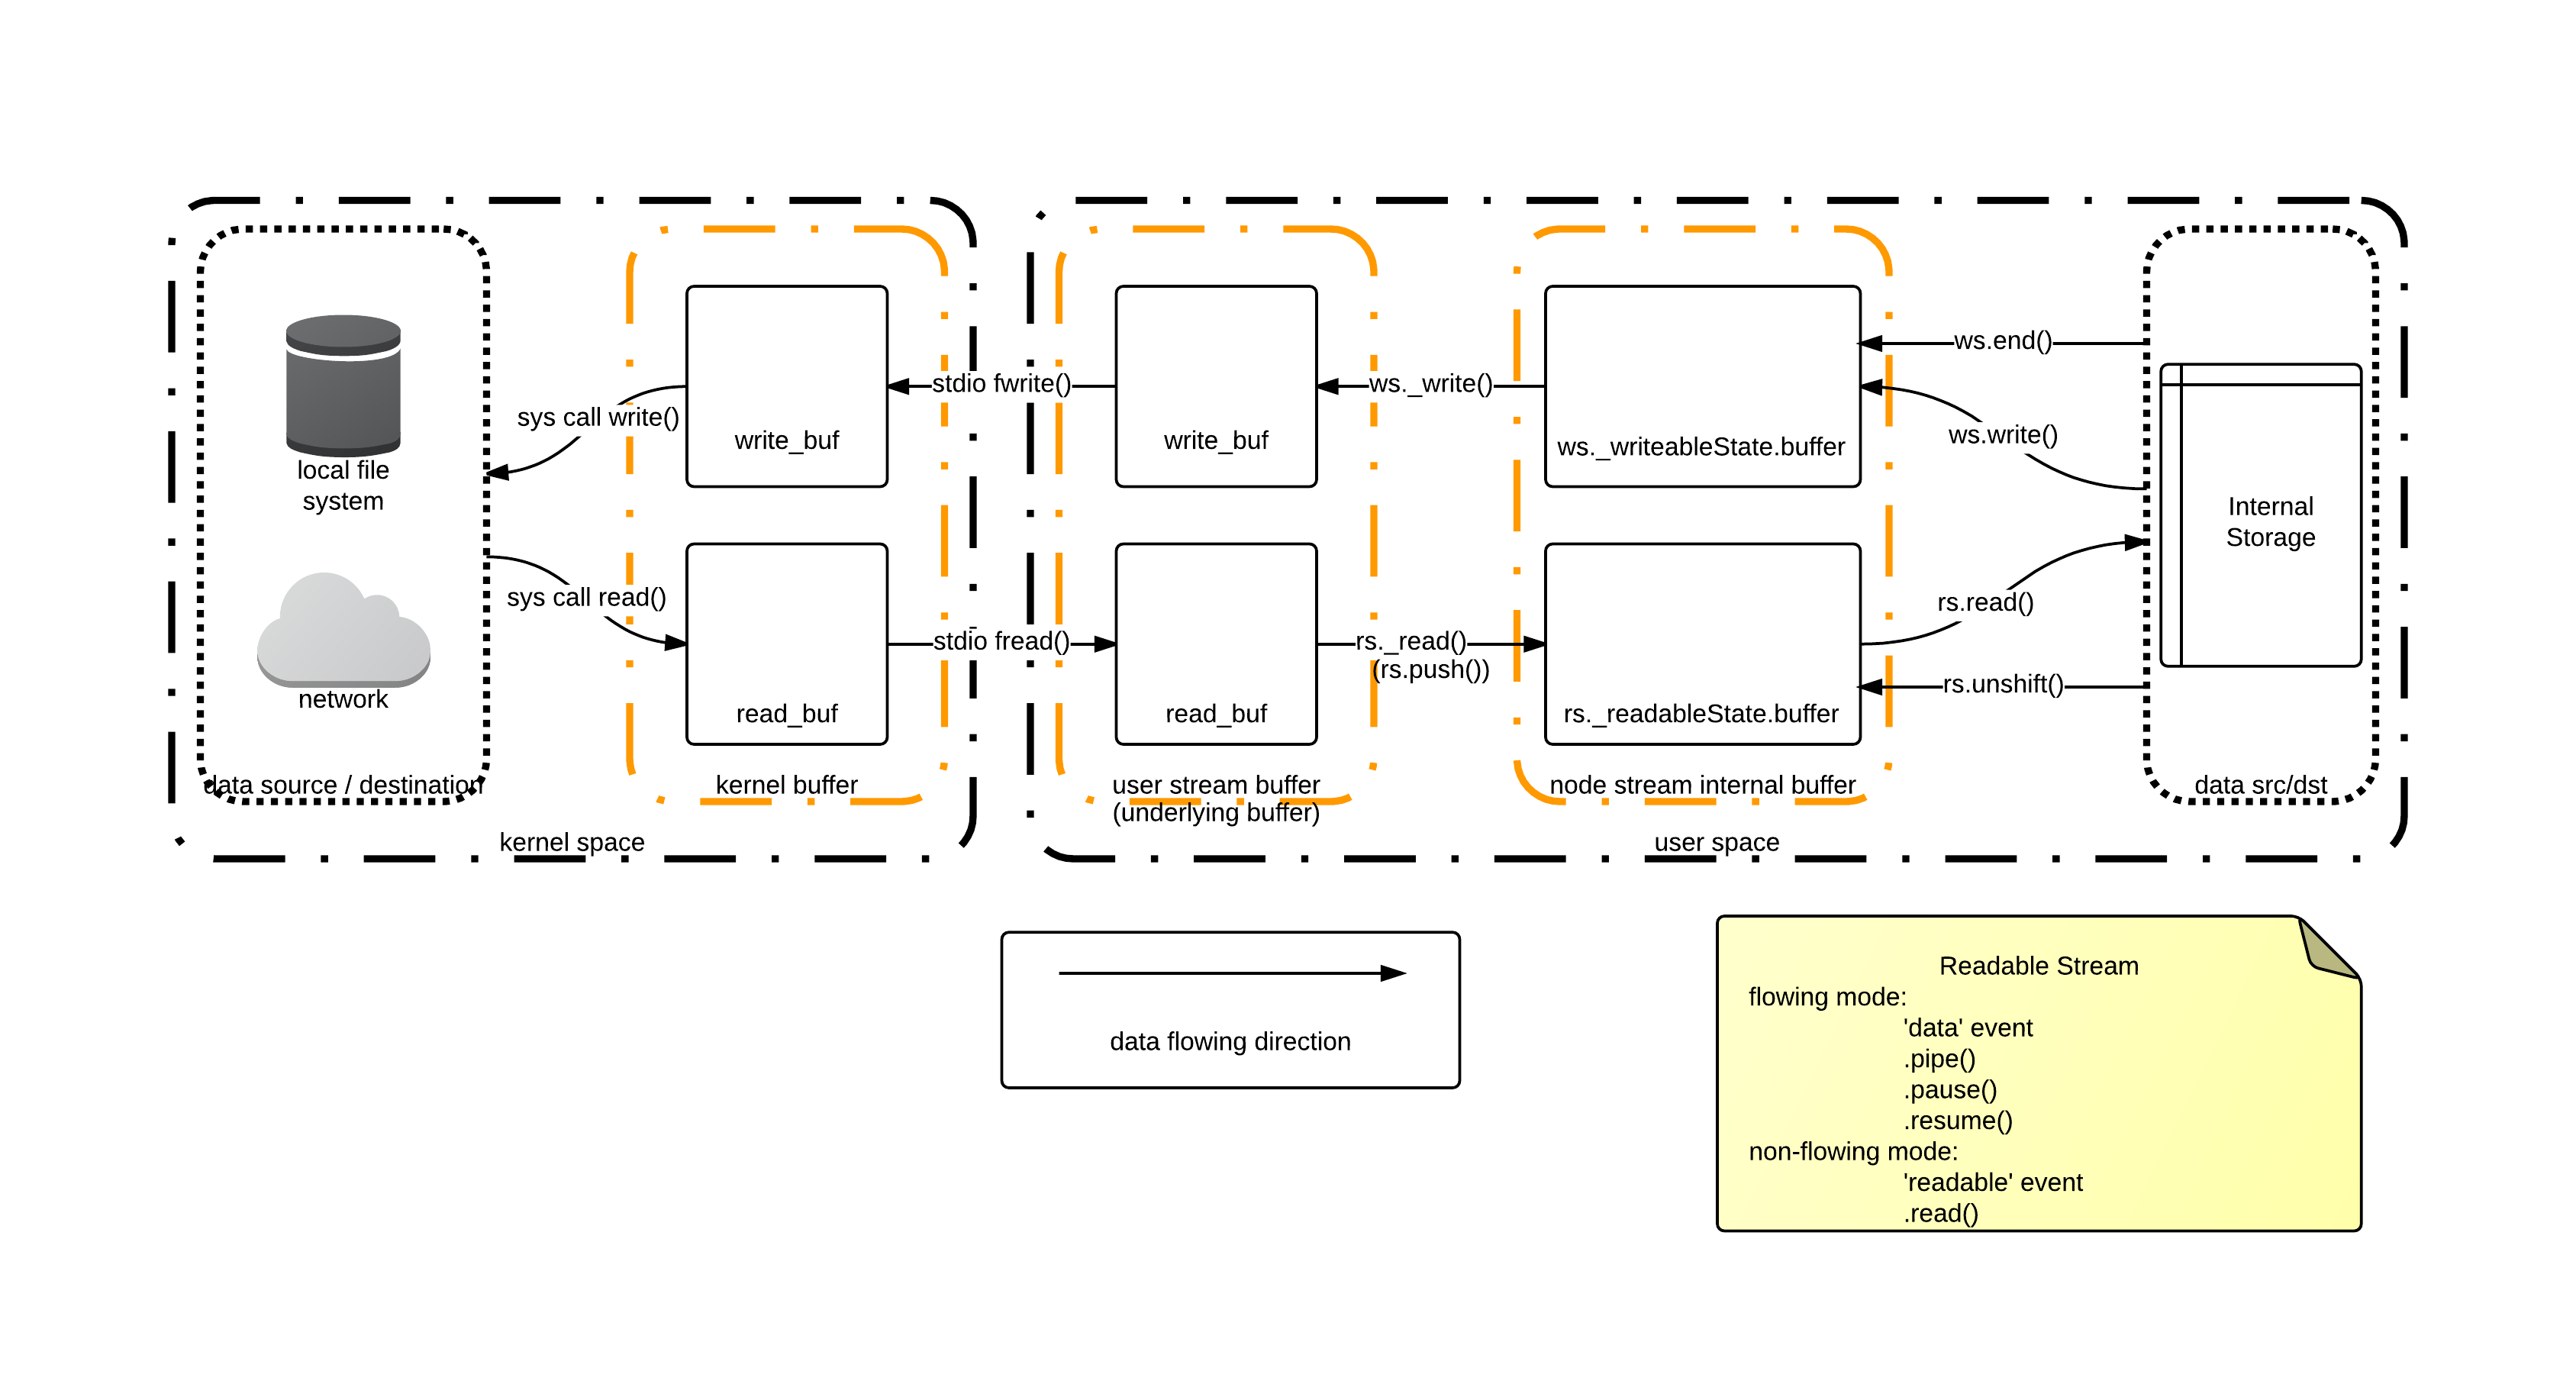 ws.end()
stdio fwrite()
ws._write()
sys call write()
write_buf
write_buf
ws._writeableState.buffer
ws.write()
local file
system
Internal
Storage
sys call read()
rs.read()
stdio fread()
rs._read()
(rs.push())
rs.unshift()
network
read_buf
read_buf
rs._readableState.buffer
data source / destination
kernel buffer
user stream buffer
(underlying buffer)
node stream internal buffer
data src/dst
kernel space
user space
data flowing direction
Readable Stream
flowing mode:
'data' event
.pipe()
.pause()
.resume()
non-flowing mode:
'readable' event
.read()